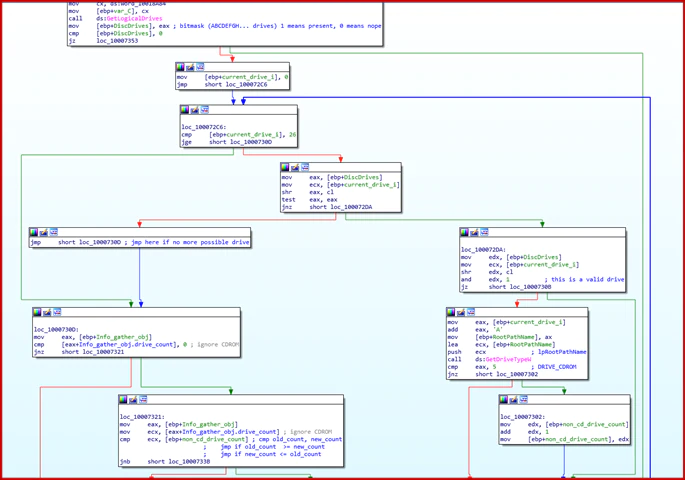 mov cx, ds:word_10018A84
mov [ebp+var_C], cx
call ds:GetLogicalDrives
mov [ebp+DiscDrives], eax ; bitmask (ABCDEFGH... drives) 1 means present, 0 means nope
cmp [ebp+DiscDrives], 0
jz loc_10007353
mov [ebp+current_drive_i], 0
jmp short loc_100072C6
loc_100072C6:
cmp [ebp+current_drive_i], 26
jge short loc_1000730D
mov eax, [ebp+DiscDrives]
mov ecx, [ebp+current_drive_i]
shr eax, cl
test eax, eax
jnz short loc_100072DA
jmp short loc_1000730D ; jmp here if no more possible drive
loc_100072DA:
mov edx, [ebp+DiscDrives]
mov ecx, [ebp+current_drive_i]
shr edx, cl
and edx, 1 ; this is a valid drive
jz short loc_1000730B
loc_1000730D:
mov eax, [ebp+Info_gather_obj]
cmp [eax+Info_gather_obj.drive_count], 0 ; ignore CDROM
jnz short loc_10007321
mov eax, [ebp+current_drive_i]
add eax, 'A'
mov [ebp+RootPathName], ax
lea ecx, [ebp+RootPathName]
push ecx ; lpRootPathName
call ds:GetDriveTypeW
cmp eax, 5 ; DRIVE_CDROM
jnz short loc_10007302
loc_10007321:
mov eax, [ebp+Info_gather_obj]
mov ecx, [eax+Info_gather_obj.drive_count] ; ignore CDROM
cmp ecx, [ebp+non_cd_drive_count] ; cmp old_count, new_count
; jmp if old_count >= new_count
; jmp if new_count <= old_count
jnb short loc_1000733B
loc_10007302:
mov edx, [ebp+non_cd_drive_count]
add edx, 1
mov [ebp+non_cd_drive_count], edx